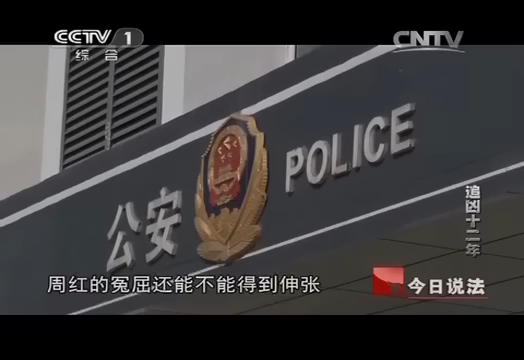 CCTV 1
综合
CNTV
公安 POLICE
追凶十二年
周红的冤屈还能不能得到伸张
今日说法